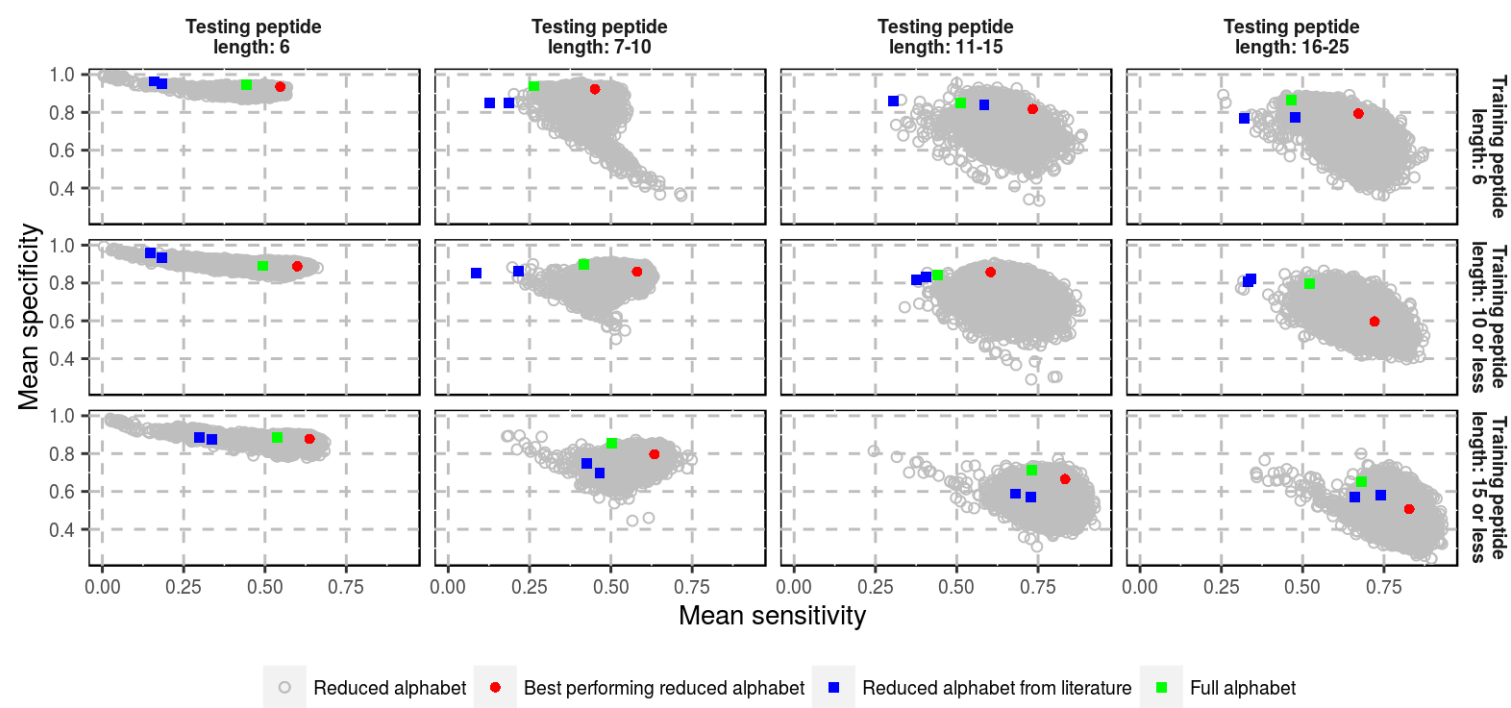 Testing peptide
length: 6
Testing peptide
length: 7-10
Testing peptide
length: 11-15
Testing peptide
length: 16-25
Mean specificity
1.0
0.8
0.6
0.4
Training peptide
length: 6
1.0
0.8
0.6
0.4
Training peptide
length: 10 or less
1.0
0.8
0.6
0.4
Training peptide
length: 15 or less
0.00 0.25 0.50 0.75
0.00 0.25 0.50 0.75
0.00 0.25 0.50 0.75
0.00 0.25 0.50 0.75
Mean sensitivity
Reduced alphabet
Best performing reduced alphabet
Reduced alphabet from literature
Full alphabet